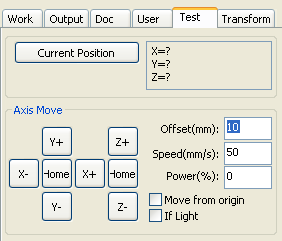 Work Output Doc User Test Transform
Current Position
X=?
Y=?
Z=?
Axis Move
Y+ Z+
X- Home X+ Home
Y- Z-
Offset(mm): 10
Speed(mm/s): 50
Power(%): 0
Move from origin
If Light